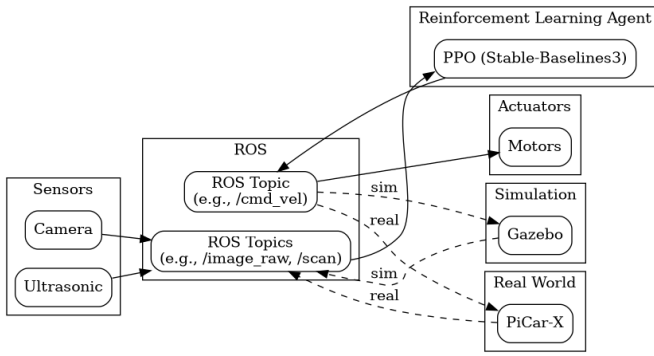 Reinforcement Learning Agent
PPO (Stable-Baselines3)
Actuators
Motors
ROS
ROS Topic
(e.g., /cmd_vel)
Sensors
Camera
Ultrasonic
ROS Topics
(e.g., /image_raw, /scan)
sim
real
Simulation
Gazebo
sim
real
Real World
PiCar-X